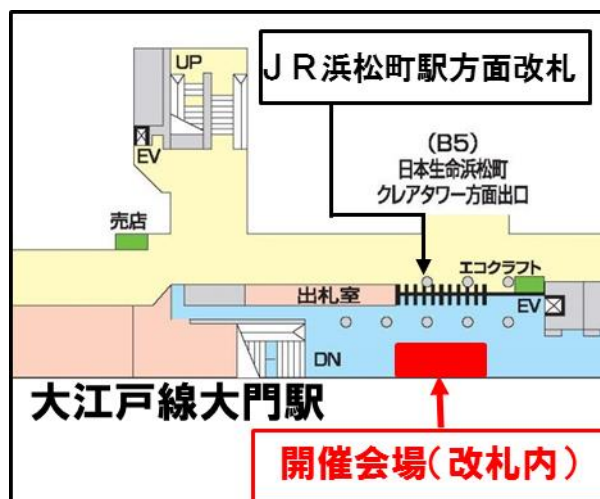 UP
ＪＲ浜松町駅方面改札
EV
(B5)
日本生命浜松町
クレアタワー方面出口
売店
エコクラフト
出札室
EV
DN
大江戸線大門駅
開催会場(改札内)